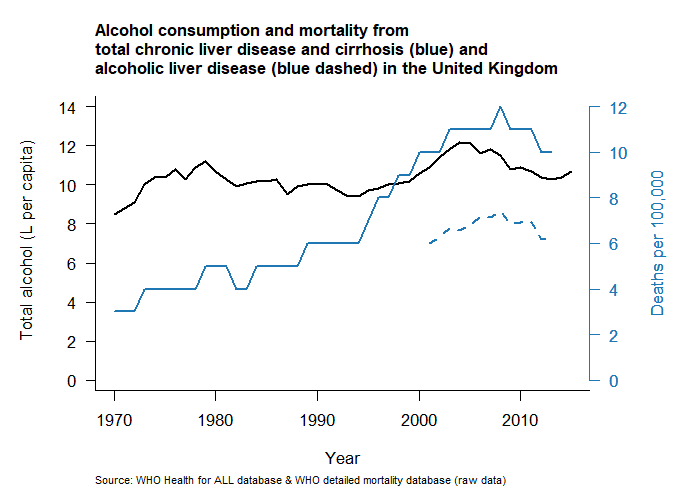 Alcohol consumption and mortality from
total chronic liver disease and cirrhosis (blue) and
alcoholic liver disease (blue dashed) in the United Kingdom
Total alcohol (L per capita)
14
12
10
8
6
4
2
0
12
10
8
6
4
2
0
Deaths per 100,000
1970
1980
1990
2000
2010
Year
Source: WHO Health for ALL database & WHO detailed mortality database (raw data)